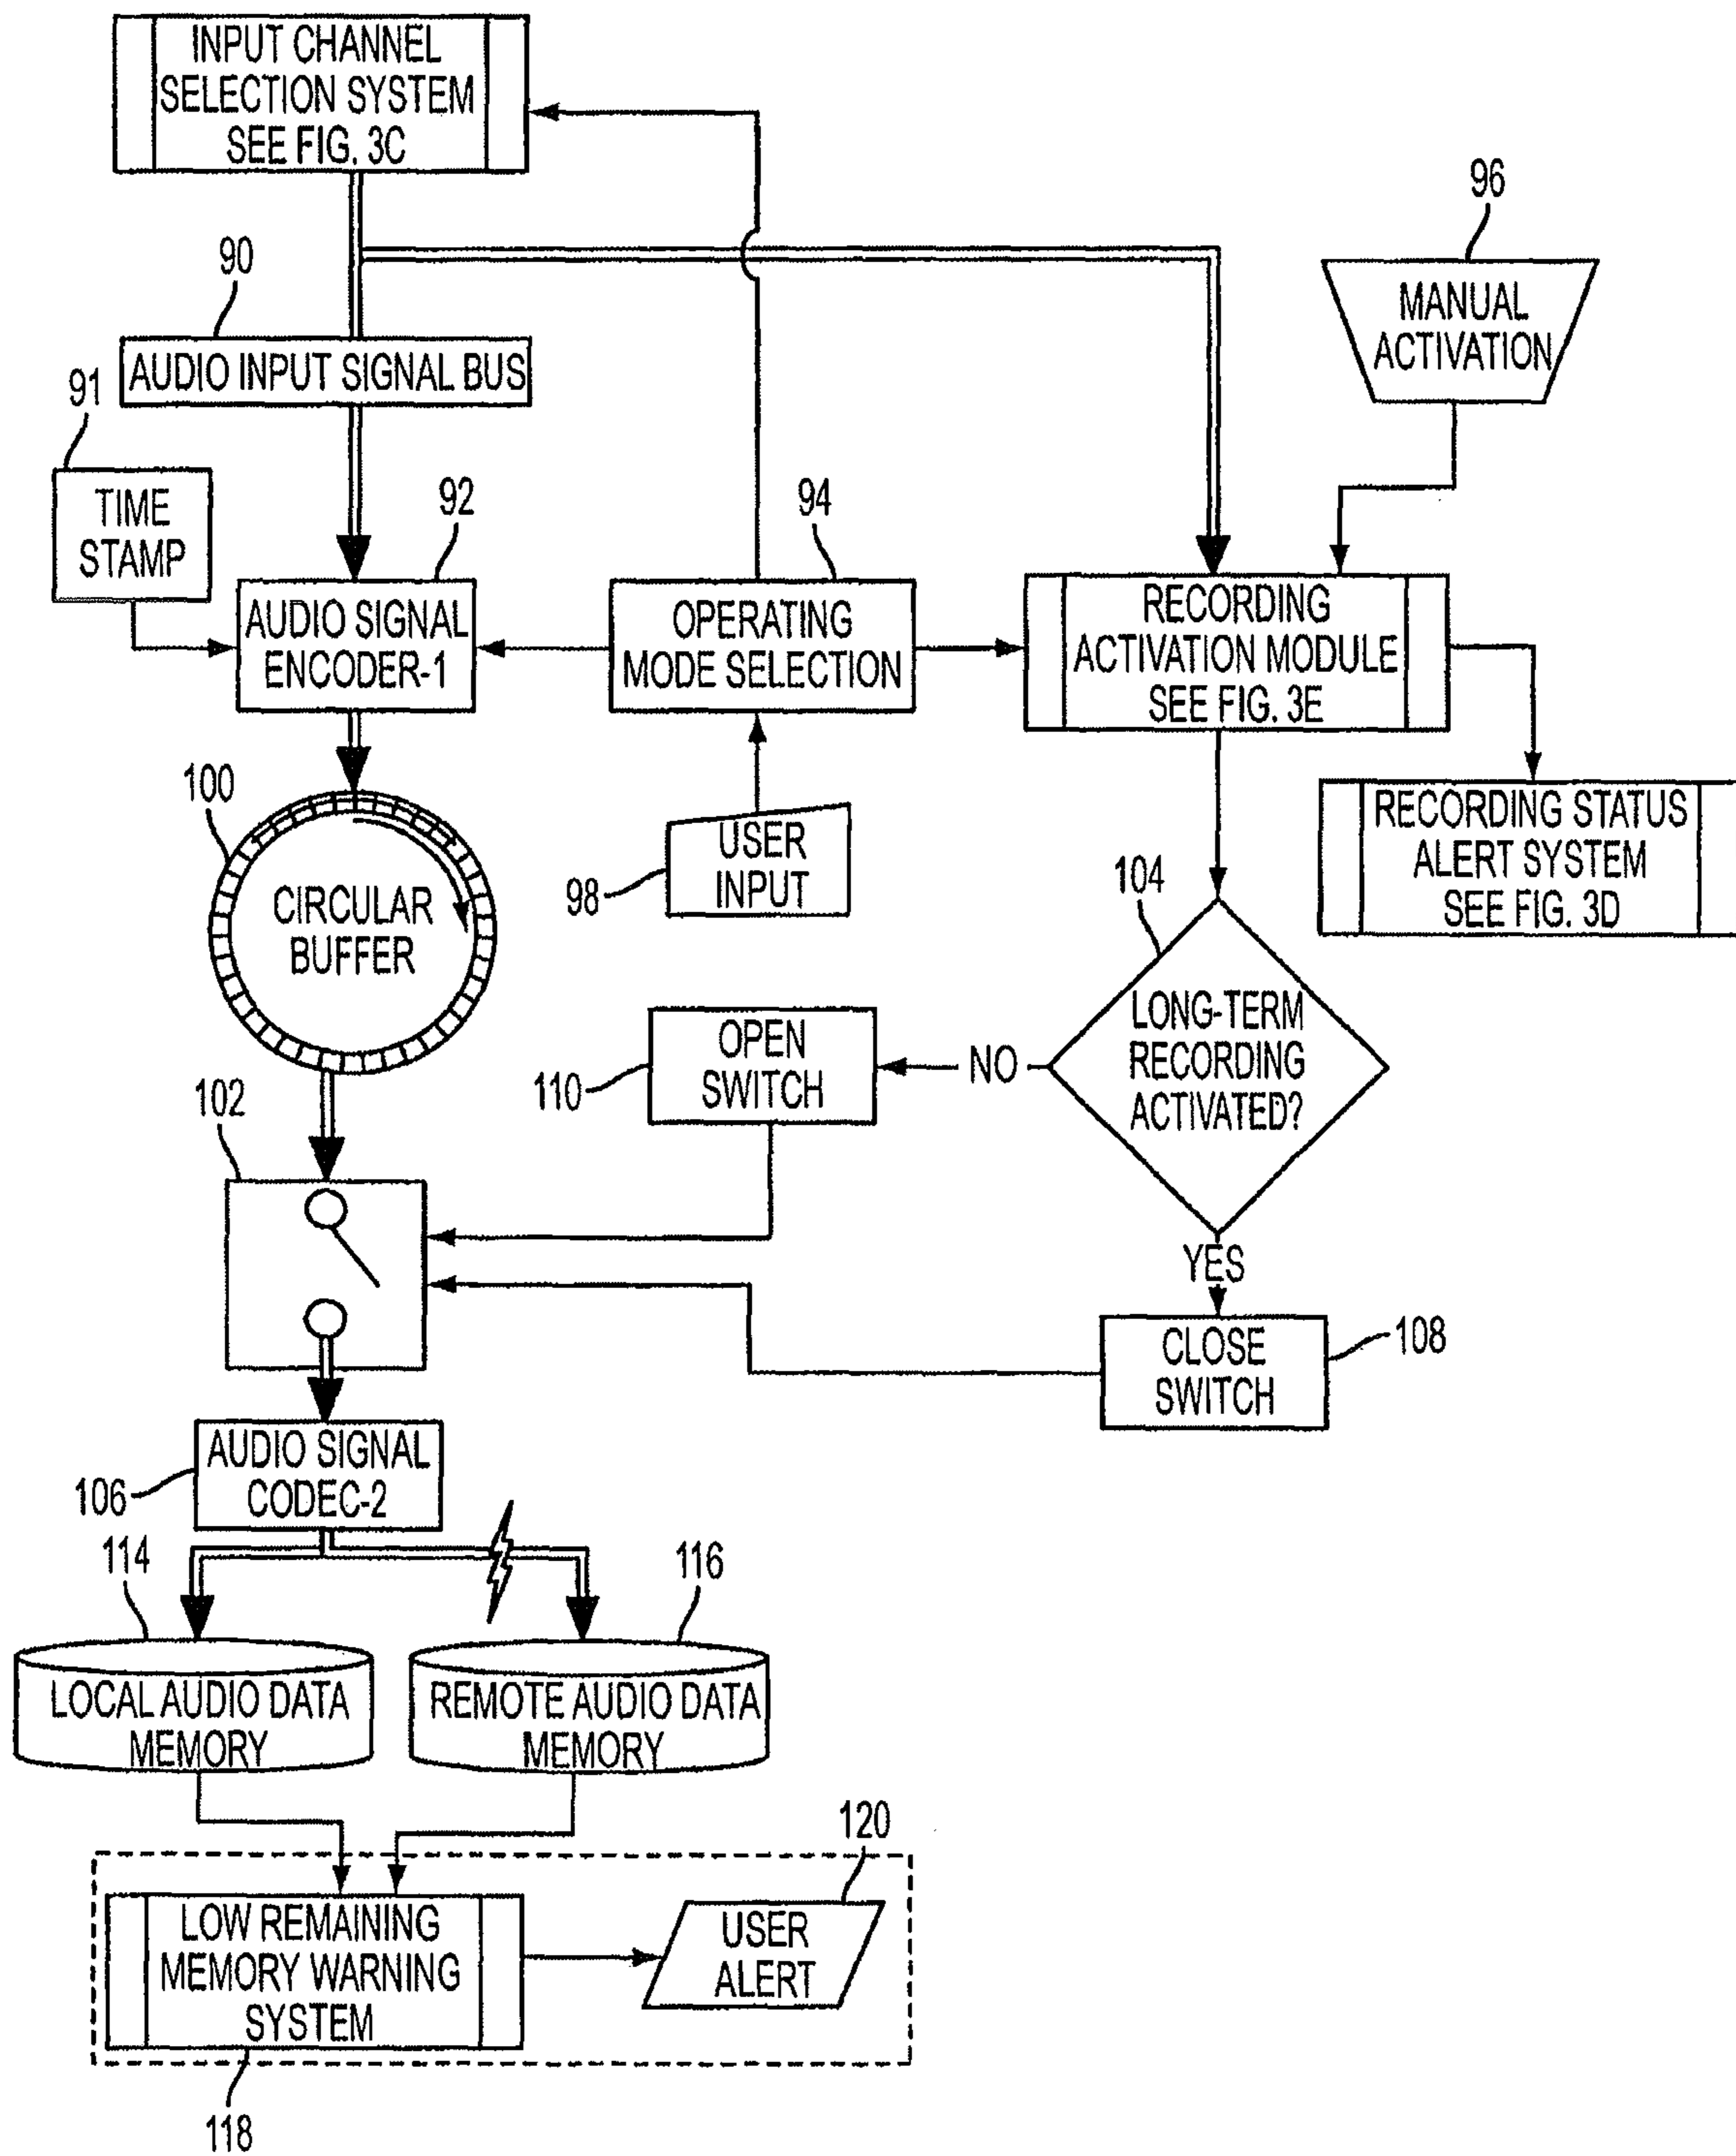 INPUT CHANNEL
SELECTION SYSTEM
SEE FIG. 3C
96
90
MANUAL
ACTIVATION
AUDIO INPUT SIGNAL BUS
91
TIME
STAMP
92
94
AUDIO SIGNAL
ENCODER-1
OPERATING
MODE SELECTION
RECORDING
ACTIVATION MODULE
SEE FIG. 3E
100
CIRCULAR
BUFFER
USER
INPUT
98
RECORDING STATUS
ALERT SYSTEM
SEE FIG. 3D
104
LONG-TERM
RECORDING
ACTIVATED?
NO
OPEN
SWITCH
110
102
YES
CLOSE
SWITCH
108
AUDIO SIGNAL
CODEC-2
106
114
116
LOCAL AUDIO DATA
MEMORY
REMOTE AUDIO DATA
MEMORY
120
LOW REMAINING
MEMORY WARNING
SYSTEM
USER
ALERT
118